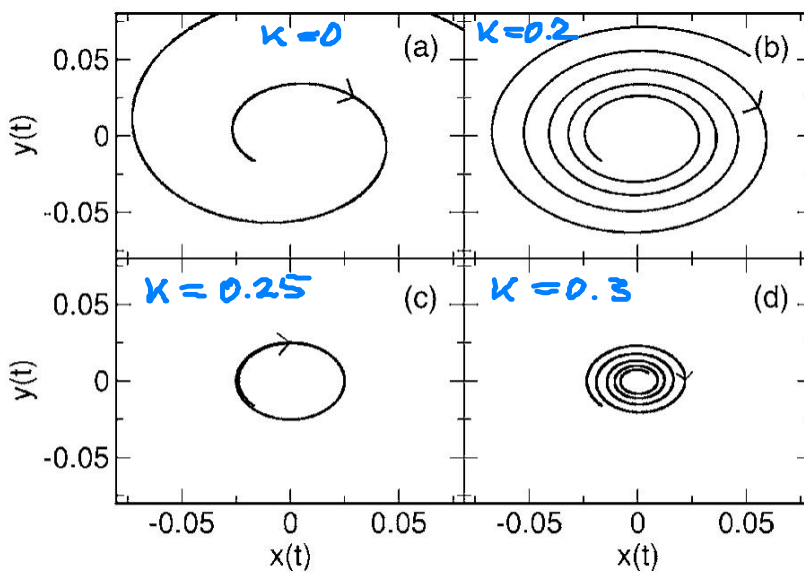 K=0 (a)
K=0.2 (b)
0.05
0
-0.05
y(t)
K=0.25 (c)
K=0.3 (d)
0.05
0
-0.05
y(t)
-0.05 0 0.05 -0.05 0 0.05
x(t) x(t)